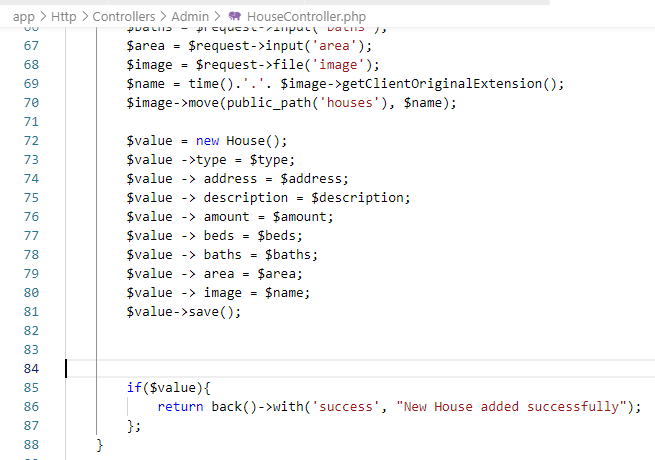 app > Http > Controllers > Admin > HouseController.php
66 $baths = $request->input('baths');
67 $area = $request->input('area');
68 $image = $request->file('image');
69 $name = time().'.'. $image->getClientOriginalExtension();
70 $image->move(public_path('houses'), $name);
71
72 $value = new House();
73 $value ->type = $type;
74 $value -> address = $address;
75 $value -> description = $description;
76 $value -> amount = $amount;
77 $value -> beds = $beds;
78 $value -> baths = $baths;
79 $value -> area = $area;
80 $value -> image = $name;
81 $value->save();
82
83
84
85 if($value){
86 return back()->with('success', "New House added successfully");
87 };
88 }